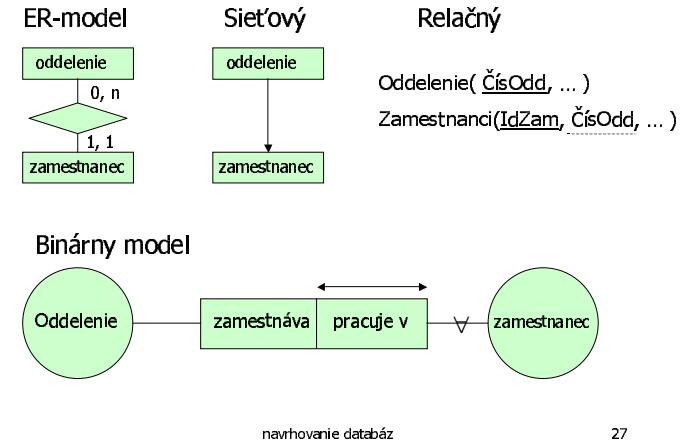 ER-model
oddelenie
0, n
1, 1
zamestnanec
Sieťový
oddelenie
zamestnanec
Relačný
Oddelenie( ČísOdd, ... )
Zamestnanci(IdZam, ČísOdd, ... )
Binárny model
Oddelenie
zamestnáva
pracuje v
∀
zamestnanec
navrhovanie databáz
27